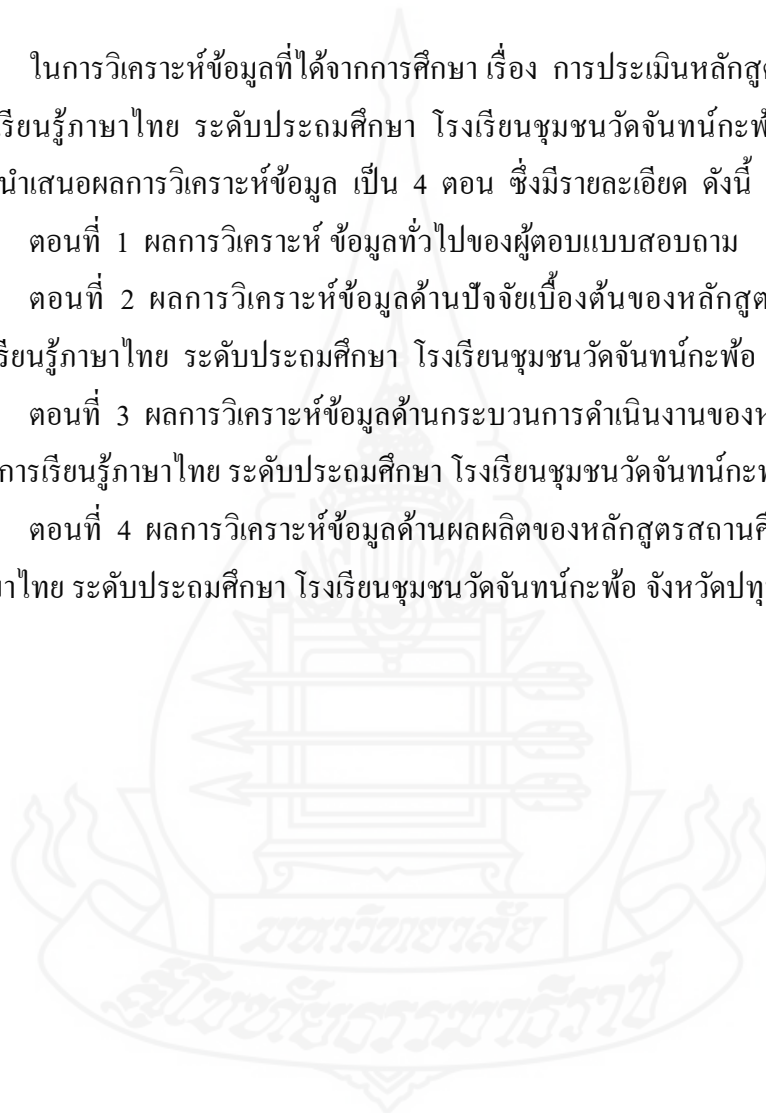 ในการวิเคราะห์ข้อมูลที่ได้จากการศึกษา เรื่อง การประเมินหลักสู
เรียนรู้ภาษาไทย ระดับประถมศึกษา โรงเรียนชุมชนวัดจันทน์กะพ้
นำเสนอผลการวิเคราะห์ข้อมูล เป็น 4 ตอน ซึ่งมีรายละเอียด ดังนี้
ตอนที่ 1 ผลการวิเคราะห์ ข้อมูลทั่วไปของผู้ตอบแบบสอบถาม
ตอนที่ 2 ผลการวิเคราะห์ข้อมูลด้านปัจจัยเบื้องต้นของหลักสูต
รียนรู้ภาษาไทย ระดับประถมศึกษา โรงเรียนชุมชนวัดจันทน์กะพ้อ
ตอนที่ 3 ผลการวิเคราะห์ข้อมูลด้านกระบวนการดำเนินงานของห
การเรียนรู้ภาษาไทย ระดับประถมศึกษา โรงเรียนชุมชนวัดจันทน์กะพ
ตอนที่ 4 ผลการวิเคราะห์ข้อมูลด้านผลผลิตของหลักสูตรสถานศึ
าไทย ระดับประถมศึกษา โรงเรียนชุมชนวัดจันทน์กะพ้อ จังหวัดปทุ
มหาวิทยาลัย
สุโขทัยธรรมาธิราช